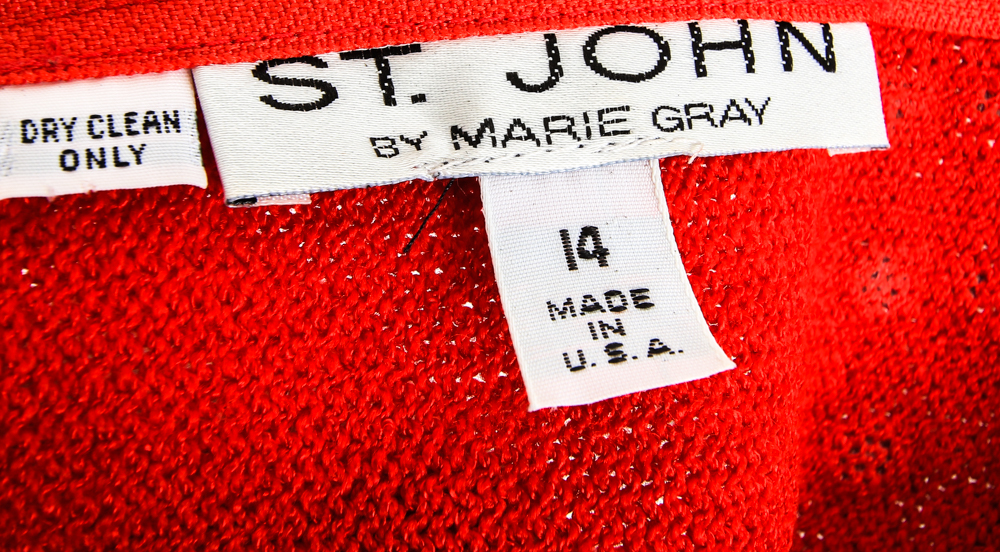 DRY CLEAN
ONLY
ST. JOHN
BY MARIE GRAY
14
MADE
IN
U.S.A.